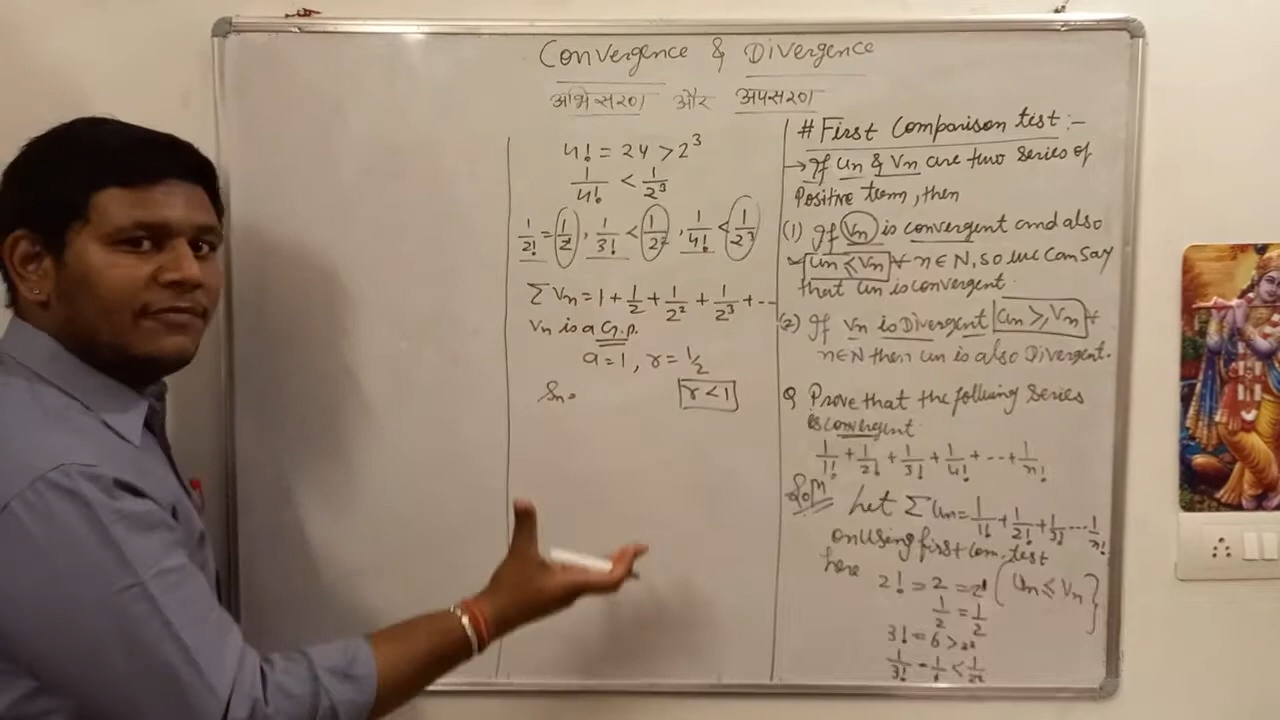 Convergence & Divergence
अभिसरण और अपसरण
# First Comparison test :-
→ If un & vn are two series of
Positive term, then
(1) If vn is convergent and also
un ≤ vn ∀ n ∈ N, so we can say
that un is convergent.
(2) If vn is Divergent un ≥ vn ∀
n ∈ N then un is also Divergent.
Q Prove that the following series
is convergent.
1/1! + 1/2! + 1/3! + 1/4! + --- + 1/n!
Soln Let Σ un = 1/1! + 1/2! + 1/3! --- 1/n!
on using first com. test
here 2! = 2 = 2¹ (un ≤ vn}
1/2 = 1/2
3! = 6 > 2²
1/3! = 1/6 < 1/2²
4! = 24 > 2³
1/4! < 1/2³
1/2! = 1/2, 1/3! < 1/2², 1/4! < 1/2³
Σ vn = 1 + 1/2 + 1/2² + 1/2³ + ---
vn is a G.p.
a = 1, r = 1/2
Sn = r < 1